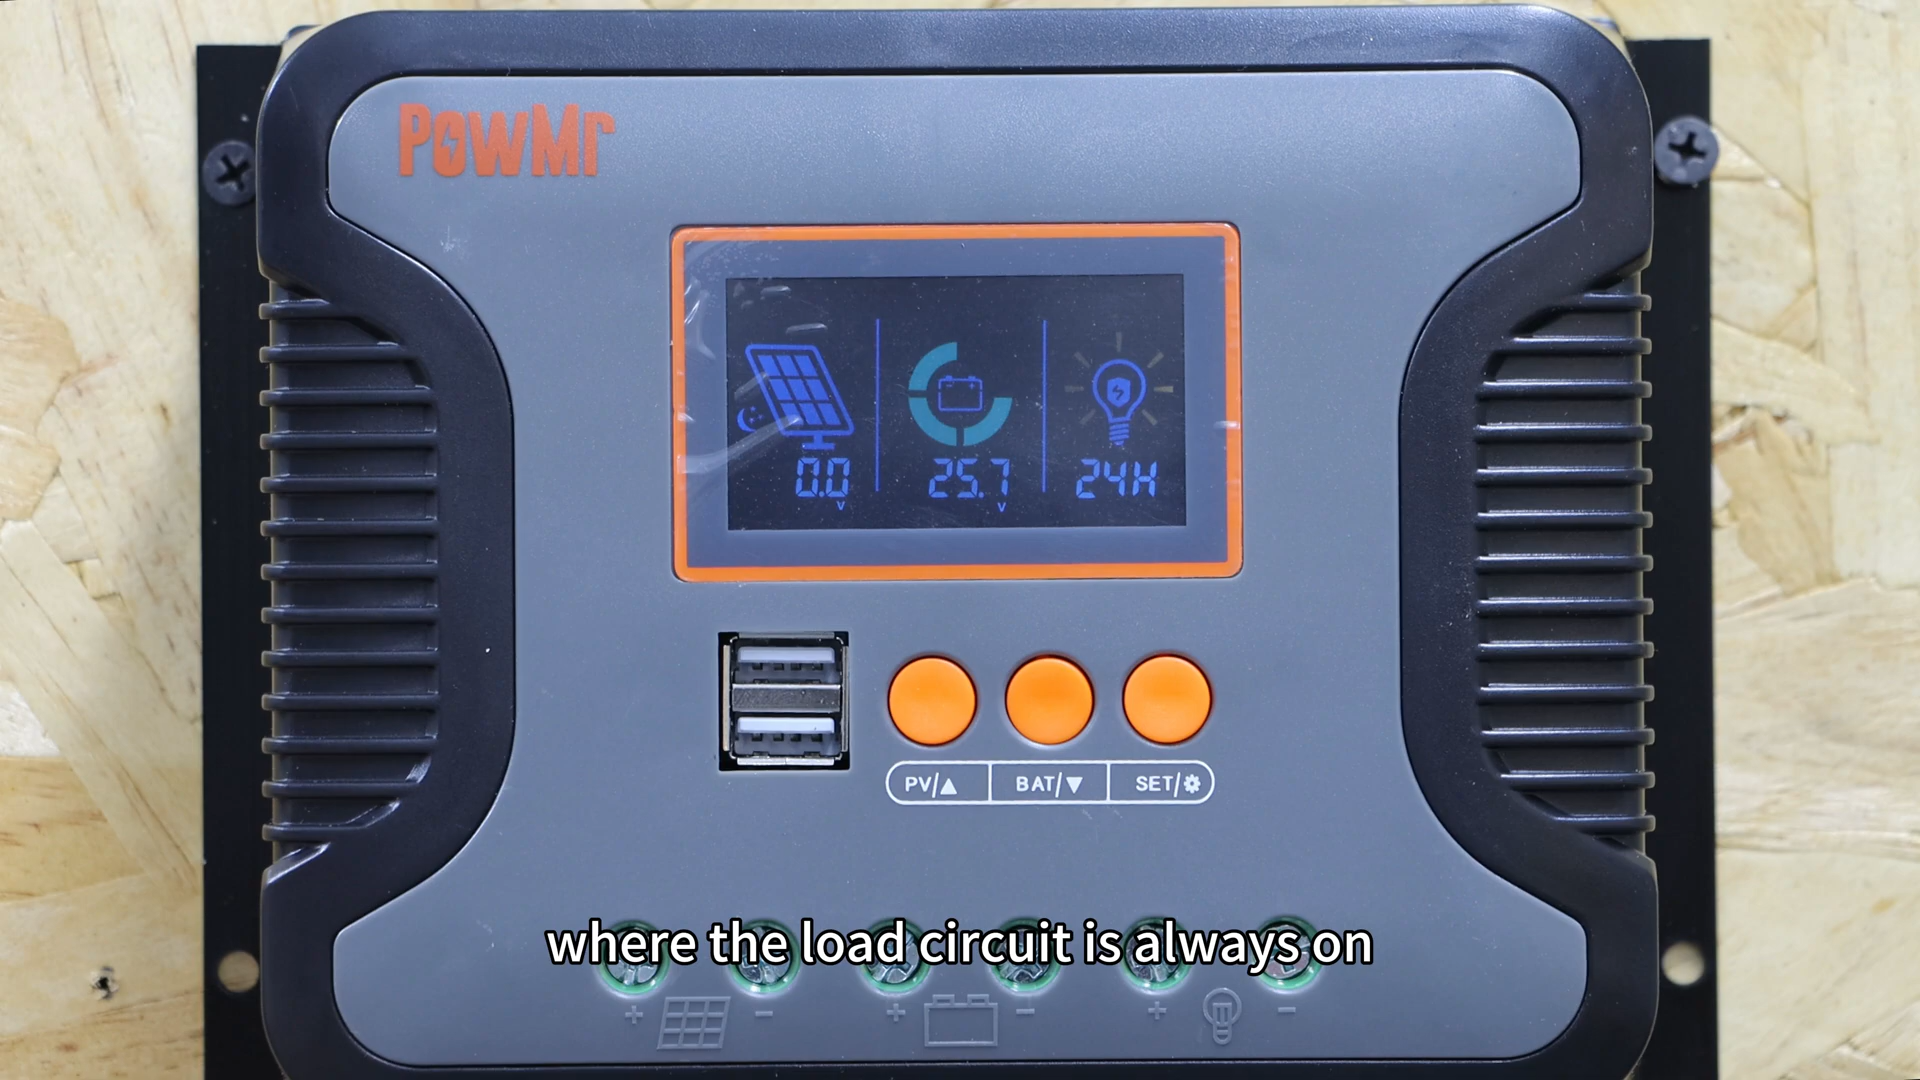 PowMr
0.0 V
25.7 V
24H
PV/▲ BAT/▼ SET/⚙
where the load circuit is always on
+ - + - + -